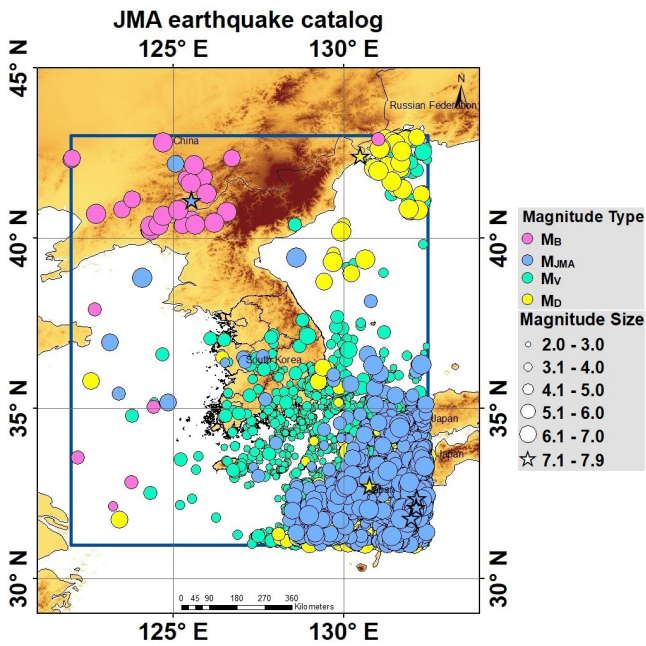 JMA earthquake catalog
125° E 130° E
45° N
N
Russian Federation
China
40° N
South Korea
35° N
Japan
Japan
30° N
0 45 90 180 270 360
Kilometers
125° E 130° E
45° N
40° N
35° N
30° N
Magnitude Type
MB
MJMA
MV
MD
Magnitude Size
2.0 - 3.0
3.1 - 4.0
4.1 - 5.0
5.1 - 6.0
6.1 - 7.0
7.1 - 7.9